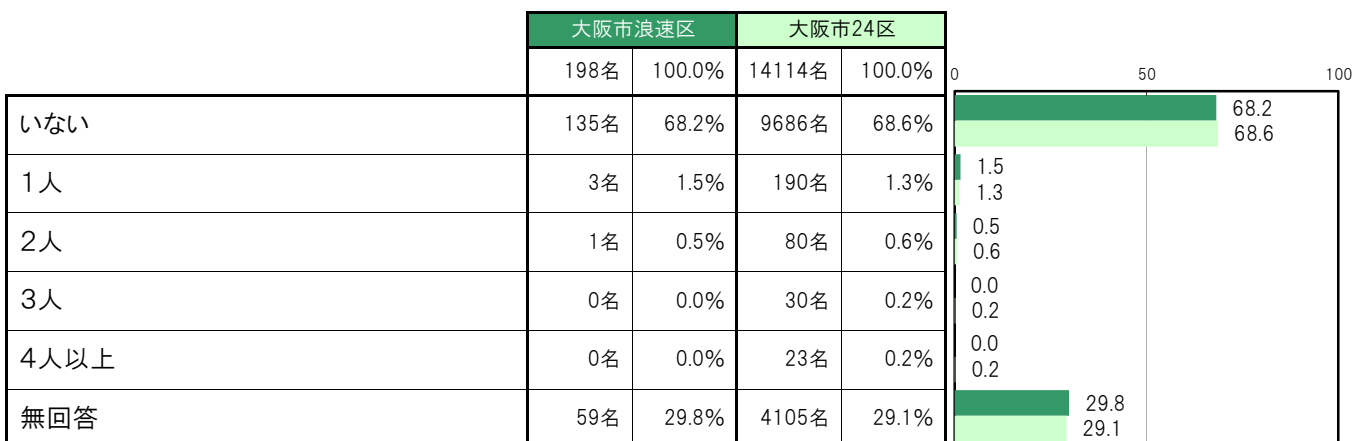 大阪市浪速区 大阪市24区
198名 100.0% 14114名 100.0% 0 50 100
いない 135名 68.2% 9686名 68.6% 68.2
68.6
1人 3名 1.5% 190名 1.3% 1.5
1.3
2人 1名 0.5% 80名 0.6% 0.5
0.6
3人 0名 0.0% 30名 0.2% 0.0
0.2
4人以上 0名 0.0% 23名 0.2% 0.0
0.2
無回答 59名 29.8% 4105名 29.1% 29.8
29.1